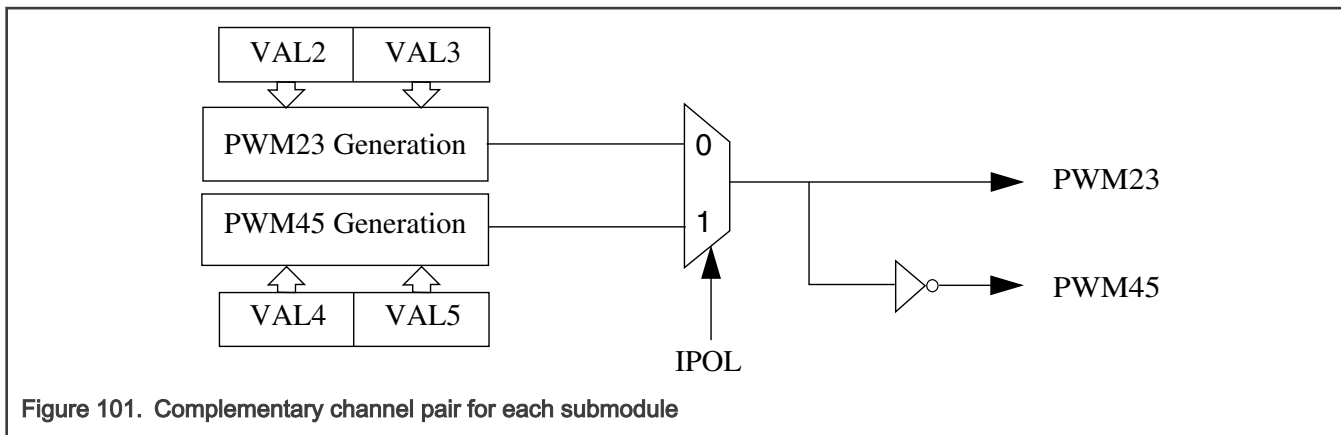 VAL2 VAL3
PWM23 Generation
0
PWM23
PWM45 Generation
1
PWM45
VAL4 VAL5
IPOL
Figure 101. Complementary channel pair for each submodule